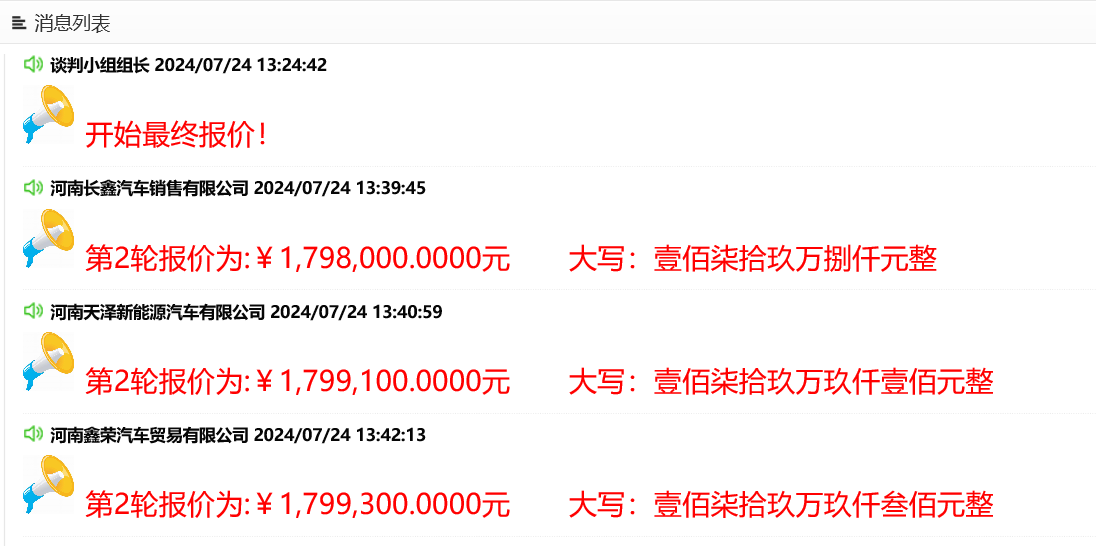 消息列表
谈判小组组长 2024/07/24 13:24:42
开始最终报价！
河南长鑫汽车销售有限公司 2024/07/24 13:39:45
第2轮报价为:￥1,798,000.0000元 大写：壹佰柒拾玖万捌仟元整
河南天泽新能源汽车有限公司 2024/07/24 13:40:59
第2轮报价为:￥1,799,100.0000元 大写：壹佰柒拾玖万玖仟壹佰元整
河南鑫荣汽车贸易有限公司 2024/07/24 13:42:13
第2轮报价为:￥1,799,300.0000元 大写：壹佰柒拾玖万玖仟叁佰元整